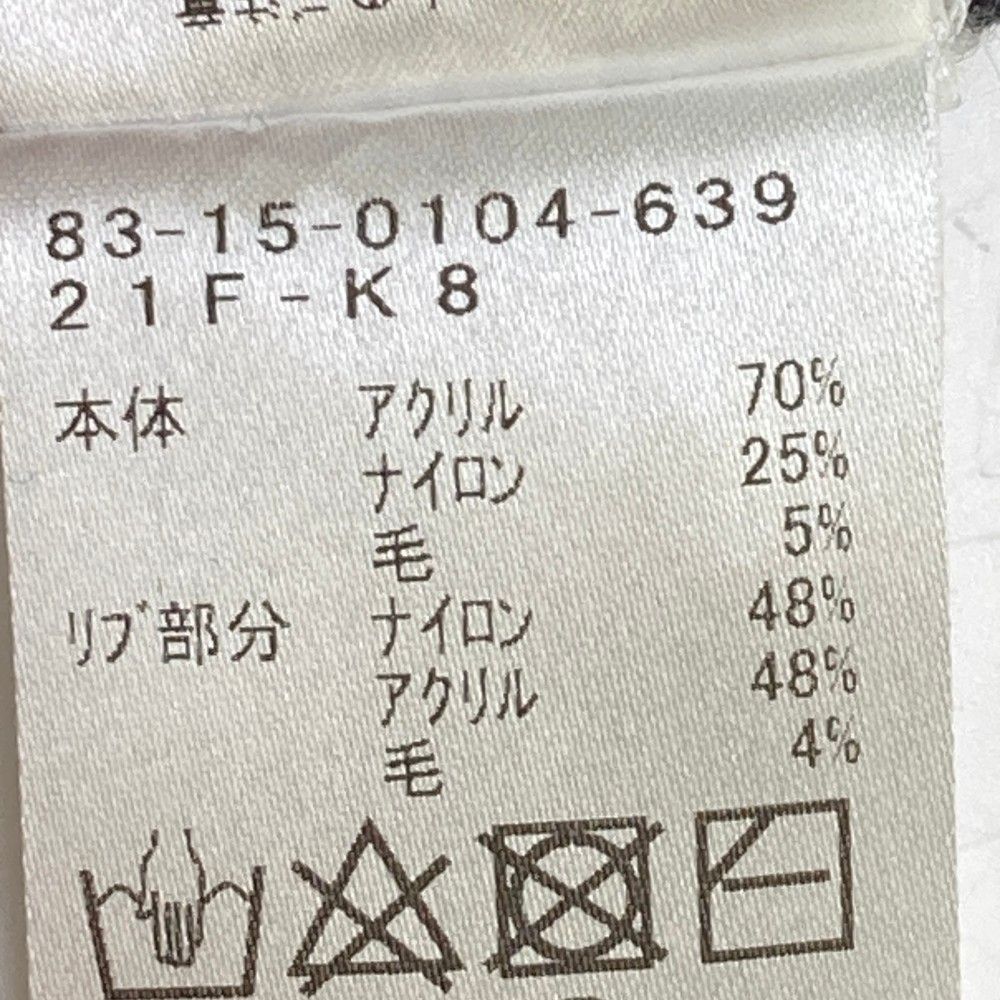 83-15-0104-639
21F-K8
本体 アクリル 70%
ナイロン 25%
毛 5%
リブ部分 ナイロン 48%
アクリル 48%
毛 4%